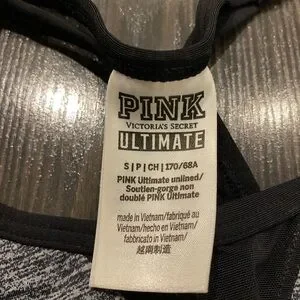 PINK
VICTORIA'S SECRET
ULTIMATE
S | P | CH | 170/68A
PINK Ultimate unlined/
Soutien-gorge non
doublé PINK Ultimate
made in Vietnam/fabriqué au
Vietnam/hecho en Vietnam/
fabbricato in Vietnam/
越南制造